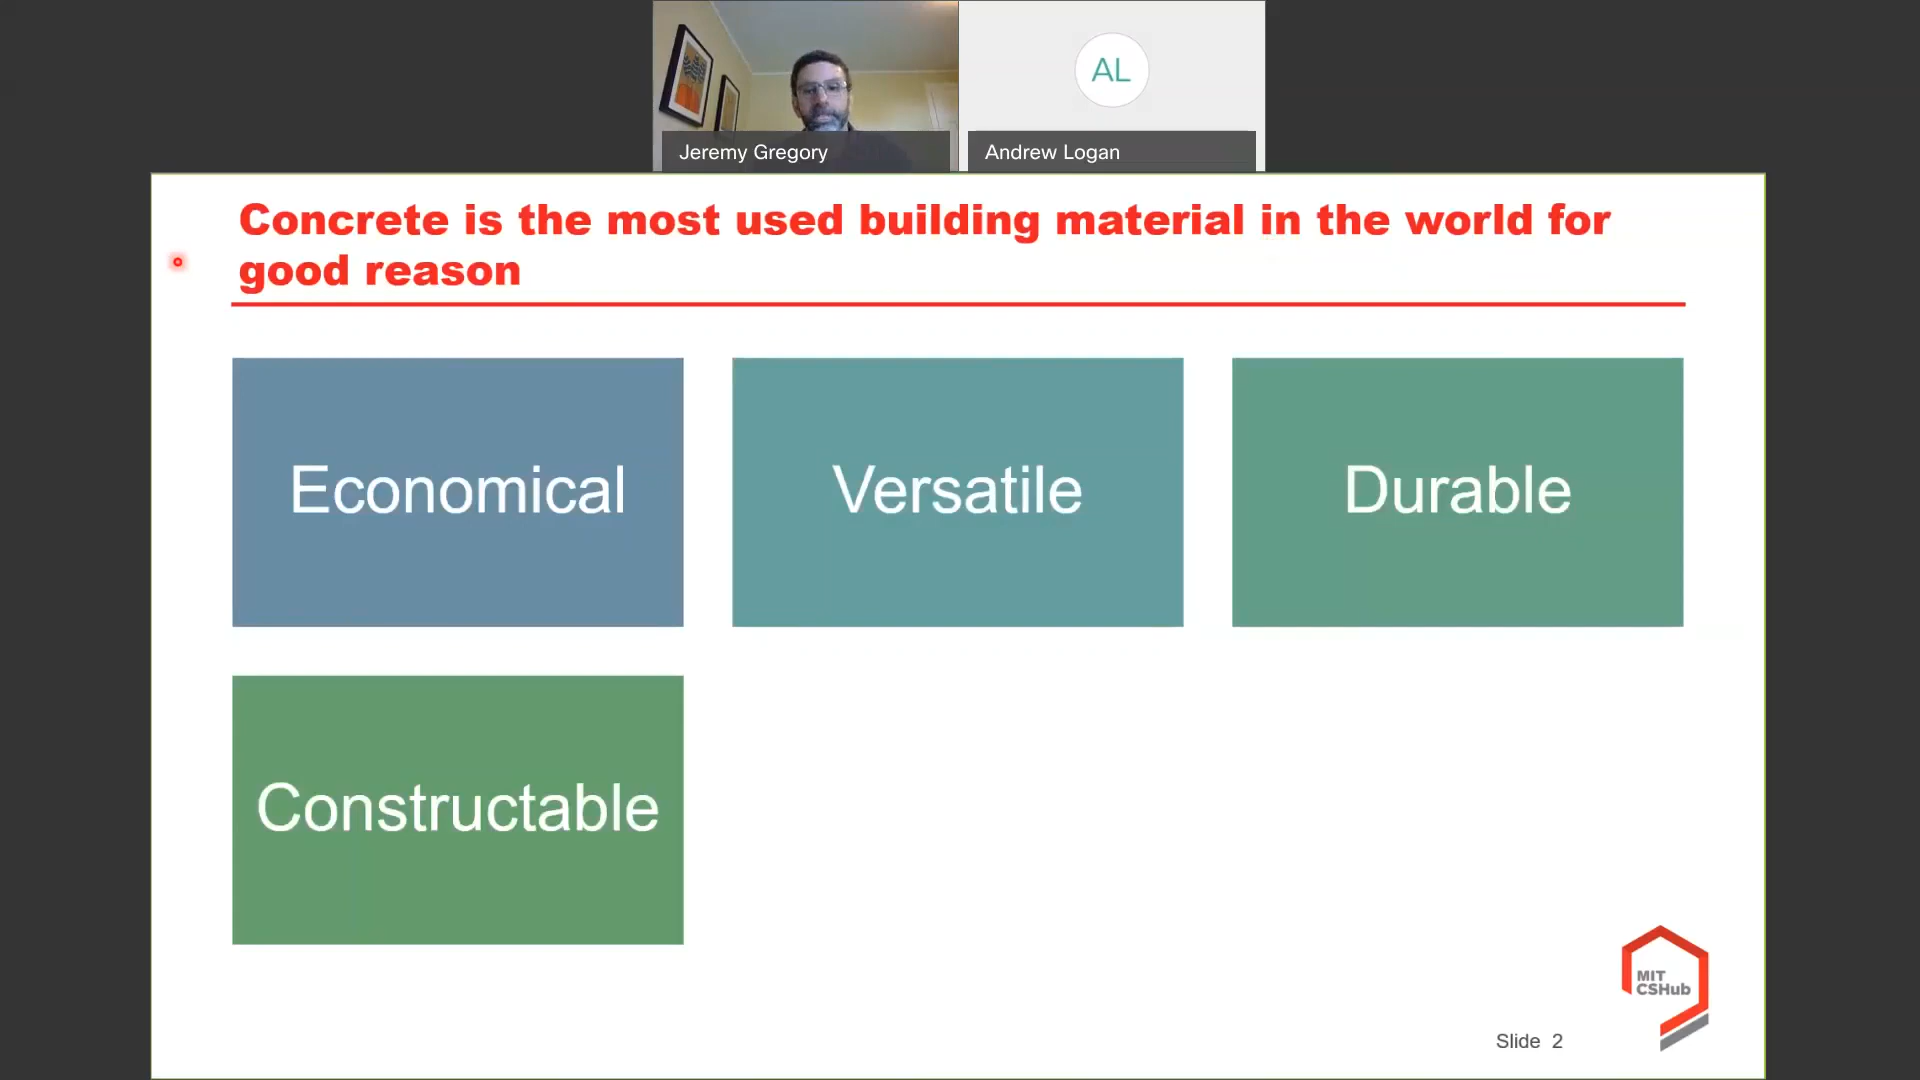 AL
Jeremy Gregory
Andrew Logan
Concrete is the most used building material in the world for
good reason
Economical
Versatile
Durable
Constructable
MIT
CSHub
Slide 2